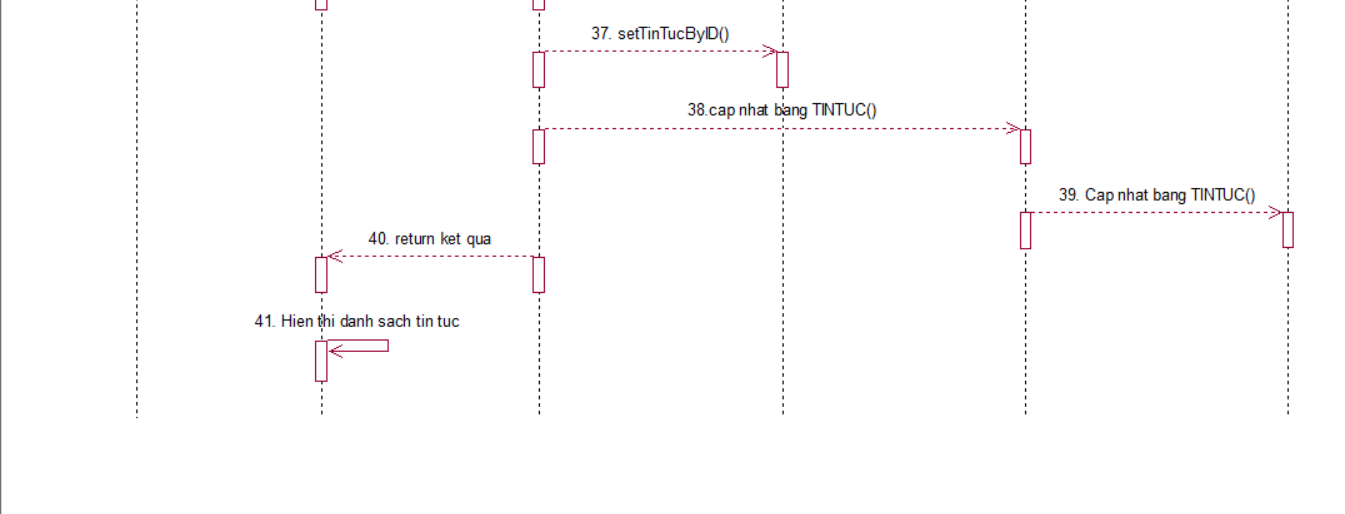 37. setTinTucByID()
38.cap nhat bang TINTUC()
39. Cap nhat bang TINTUC()
40. return ket qua
41. Hien thi danh sach tin tuc